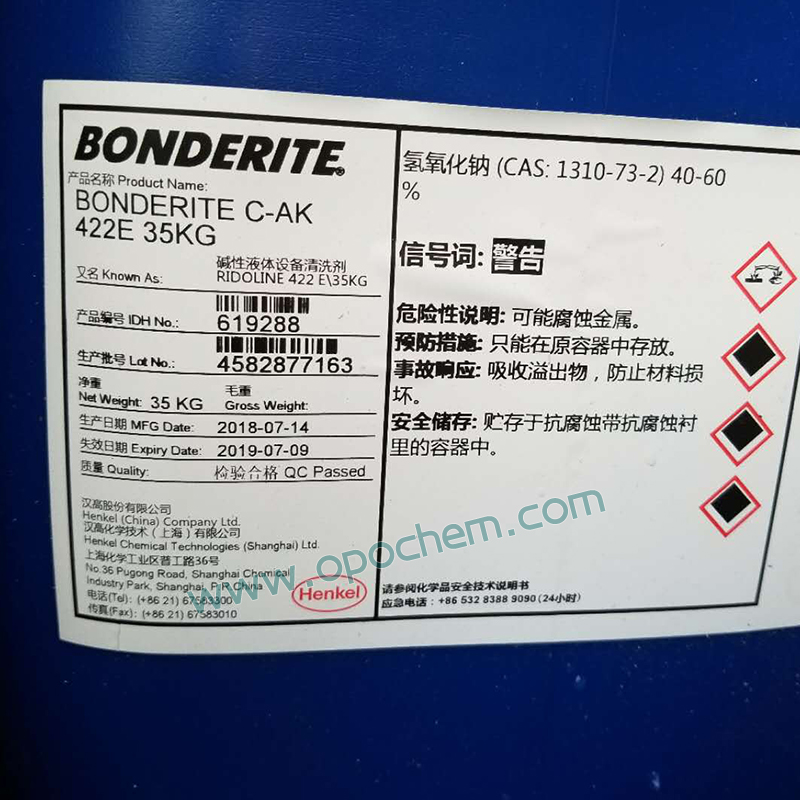 BONDERITE®
产品名称 Product Name:
BONDERITE C-AK
422E 35KG
碱性液体设备清洗剂
又名 Known As: RIDOLINE 422 E\35KG
产品编号 IDH No.: 619288
生产批号 Lot No.: 4582877163
净重 毛重
Net Weight: 35 KG Gross Weight:
生产日期 MFG Date: 2018-07-14
失效日期 Expiry Date: 2019-07-09
质量 Quality: 检验合格 QC Passed
汉高股份有限公司
Henkel (China) Company Ltd.
汉高化学技术（上海）有限公司
Henkel Chemical Technologies (Shanghai) Ltd.
上海化学工业区普工路36号
No.36 Pugong Road, Shanghai Chemical
Industry Park, Shanghai, P.R.China
电话(Tel): (+86 21) 67583300
传真(Fax): (+86 21) 67583010
Henkel
氢氧化钠 (CAS: 1310-73-2) 40-60
%
信号词: 警告
危险性说明: 可能腐蚀金属。
预防措施: 只能在原容器中存放。
事故响应: 吸收溢出物，防止材料损
坏。
安全储存: 贮存于抗腐蚀带抗腐蚀衬
里的容器中。
请参阅化学品安全技术说明书
应急电话：+86 532 8388 9090 (24小时)
www.opochem.com